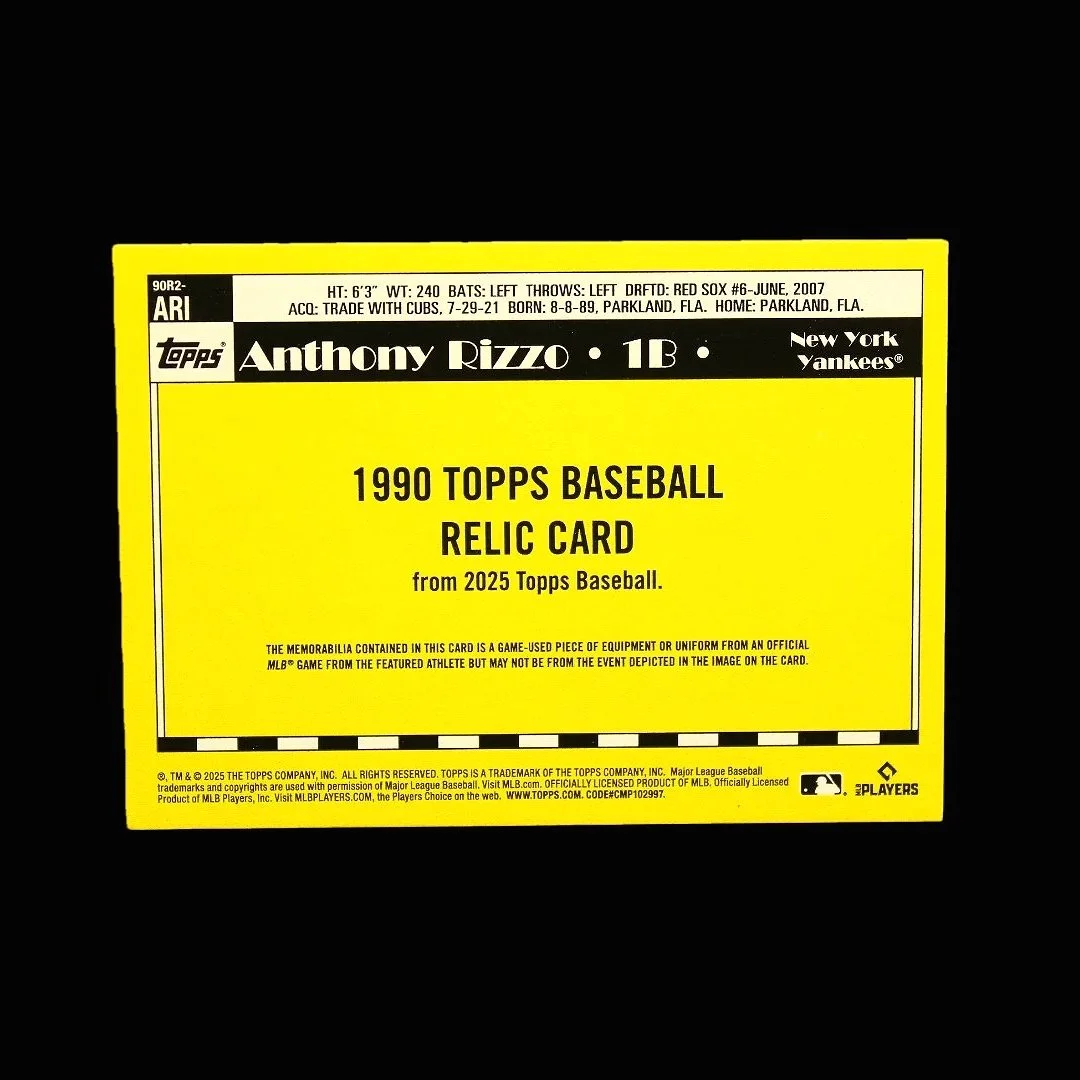 90R2-
ARI
HT: 6'3" WT: 240 BATS: LEFT THROWS: LEFT DRFTD: RED SOX #6-JUNE, 2007
ACQ: TRADE WITH CUBS, 7-29-21 BORN: 8-8-89, PARKLAND, FLA. HOME: PARKLAND, FLA.
Topps® Anthony Rizzo • 1B •
New York
Yankees®
1990 TOPPS BASEBALL
RELIC CARD
from 2025 Topps Baseball.
THE MEMORABILIA CONTAINED IN THIS CARD IS A GAME-USED PIECE OF EQUIPMENT OR UNIFORM FROM AN OFFICIAL
MLB® GAME FROM THE FEATURED ATHLETE BUT MAY NOT BE FROM THE EVENT DEPICTED IN THE IMAGE ON THE CARD.
®, TM & © 2025 THE TOPPS COMPANY, INC. ALL RIGHTS RESERVED. TOPPS IS A TRADEMARK OF THE TOPPS COMPANY, INC. Major League Baseball
trademarks and copyrights are used with permission of Major League Baseball. Visit MLB.com. OFFICIALLY LICENSED PRODUCT OF MLB. Officially Licensed
Product of MLB Players, Inc. Visit MLBPLAYERS.COM, the Players Choice on the web. WWW.TOPPS.COM. CODE#CMP102997.
MLB PLAYERS